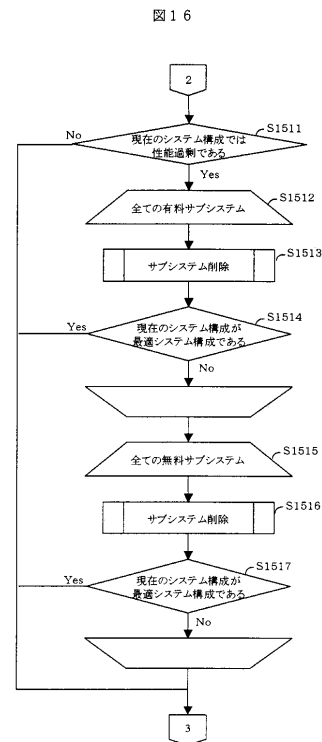 図16
2
現在のシステム構成では
性能過剰である
S1511
No
Yes
全ての有料サブシステム
S1512
サブシステム削除
S1513
現在のシステム構成が
最適システム構成である
S1514
Yes
No
全ての無料サブシステム
S1515
サブシステム削除
S1516
現在のシステム構成が
最適システム構成である
S1517
Yes
No
3